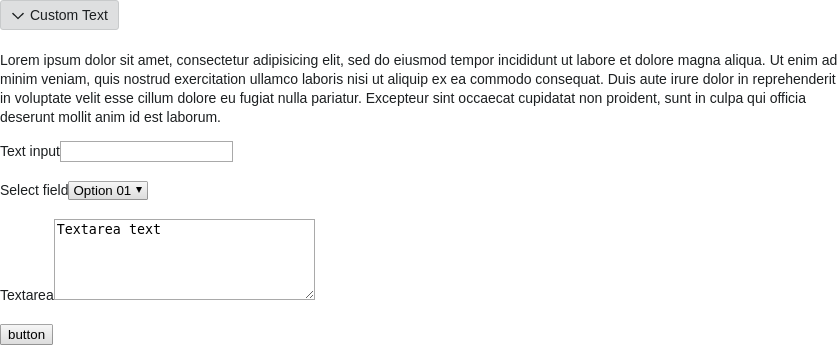 Custom Text
Lorem ipsum dolor sit amet, consectetur adipisicing elit, sed do eiusmod tempor incididunt ut labore et dolore magna aliqua. Ut enim ad
minim veniam, quis nostrud exercitation ullamco laboris nisi ut aliquip ex ea commodo consequat. Duis aute irure dolor in reprehenderit
in voluptate velit esse cillum dolore eu fugiat nulla pariatur. Excepteur sint occaecat cupidatat non proident, sunt in culpa qui officia
deserunt mollit anim id est laborum.
Text input
Select field Option 01
Textarea text
Textarea
button